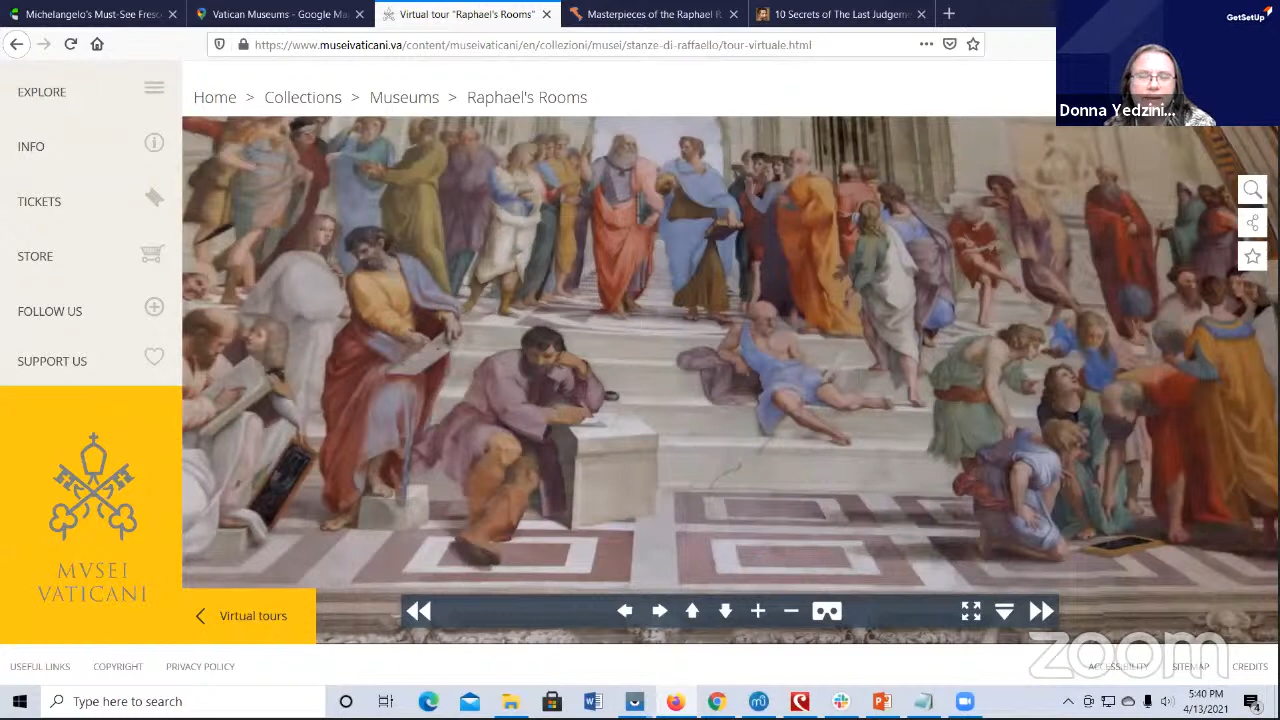 Michelangelo's Most Fresc
Vatican Museums - Google Ma
Virtual tour "Raphael's Rooms"
Masterpieces of the Raphael R
10 Secrets of The Last Judgeme
GetSetUp
https://www.museivaticani.va/content/museivaticani/en/collezioni/musei/stanze-di-raffaello/tour-virtuale.html
EXPLORE
Home > Collections > Museums > Raphael's Rooms
Donna Yedzini...
INFO
TICKETS
STORE
FOLLOW US
SUPPORT US
MVSEI
VATICANI
Virtual tours
zoom
USEFUL LINKS COPYRIGHT PRIVACY POLICY ACCESSIBILITY SITEMAP CREDITS
Type here to search
5:40 PM
4/13/2021
4